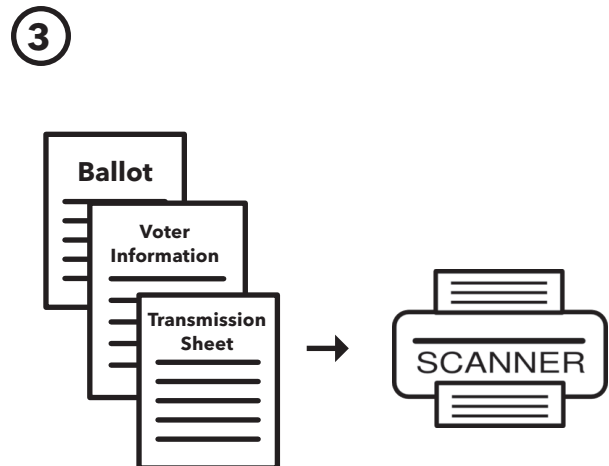 3
Ballot
Voter
Information
Transmission
Sheet
SCANNER